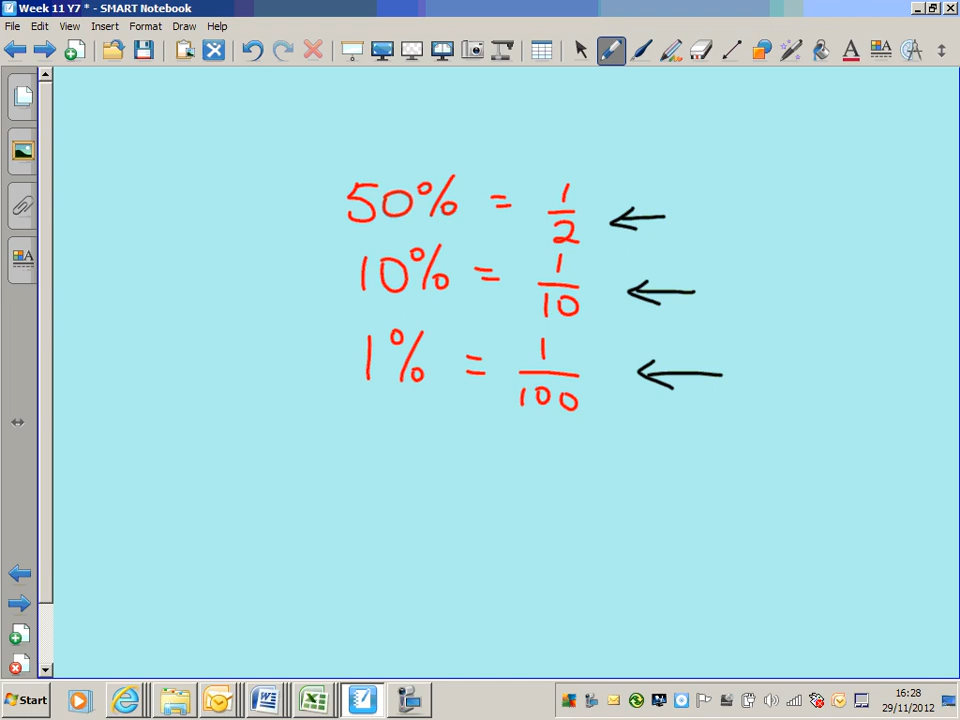 Week 11 Y7 * - SMART Notebook
File Edit View Insert Format Draw Help
50% = 1/2
10% = 1/10
1% = 1/100
Start
16:28
29/11/2012